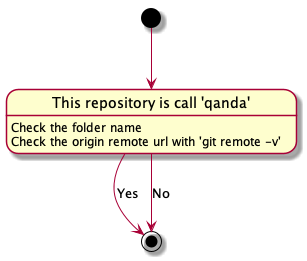 This repository is call 'qanda'
Check the folder name
Check the origin remote url with 'git remote -v'
Yes
No